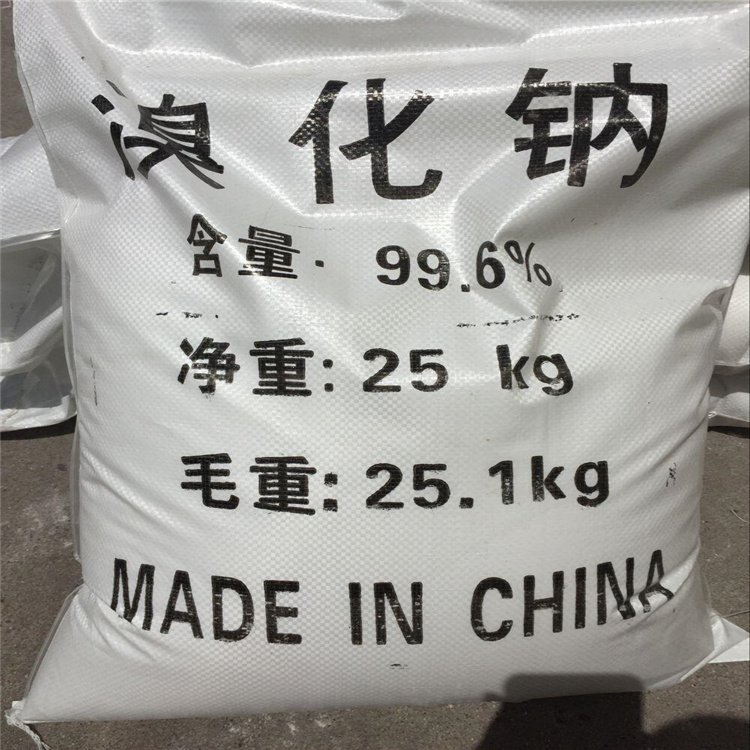 溴化钠
含量: 99.6%
净重: 25 kg
毛重: 25.1kg
MADE IN CHINA